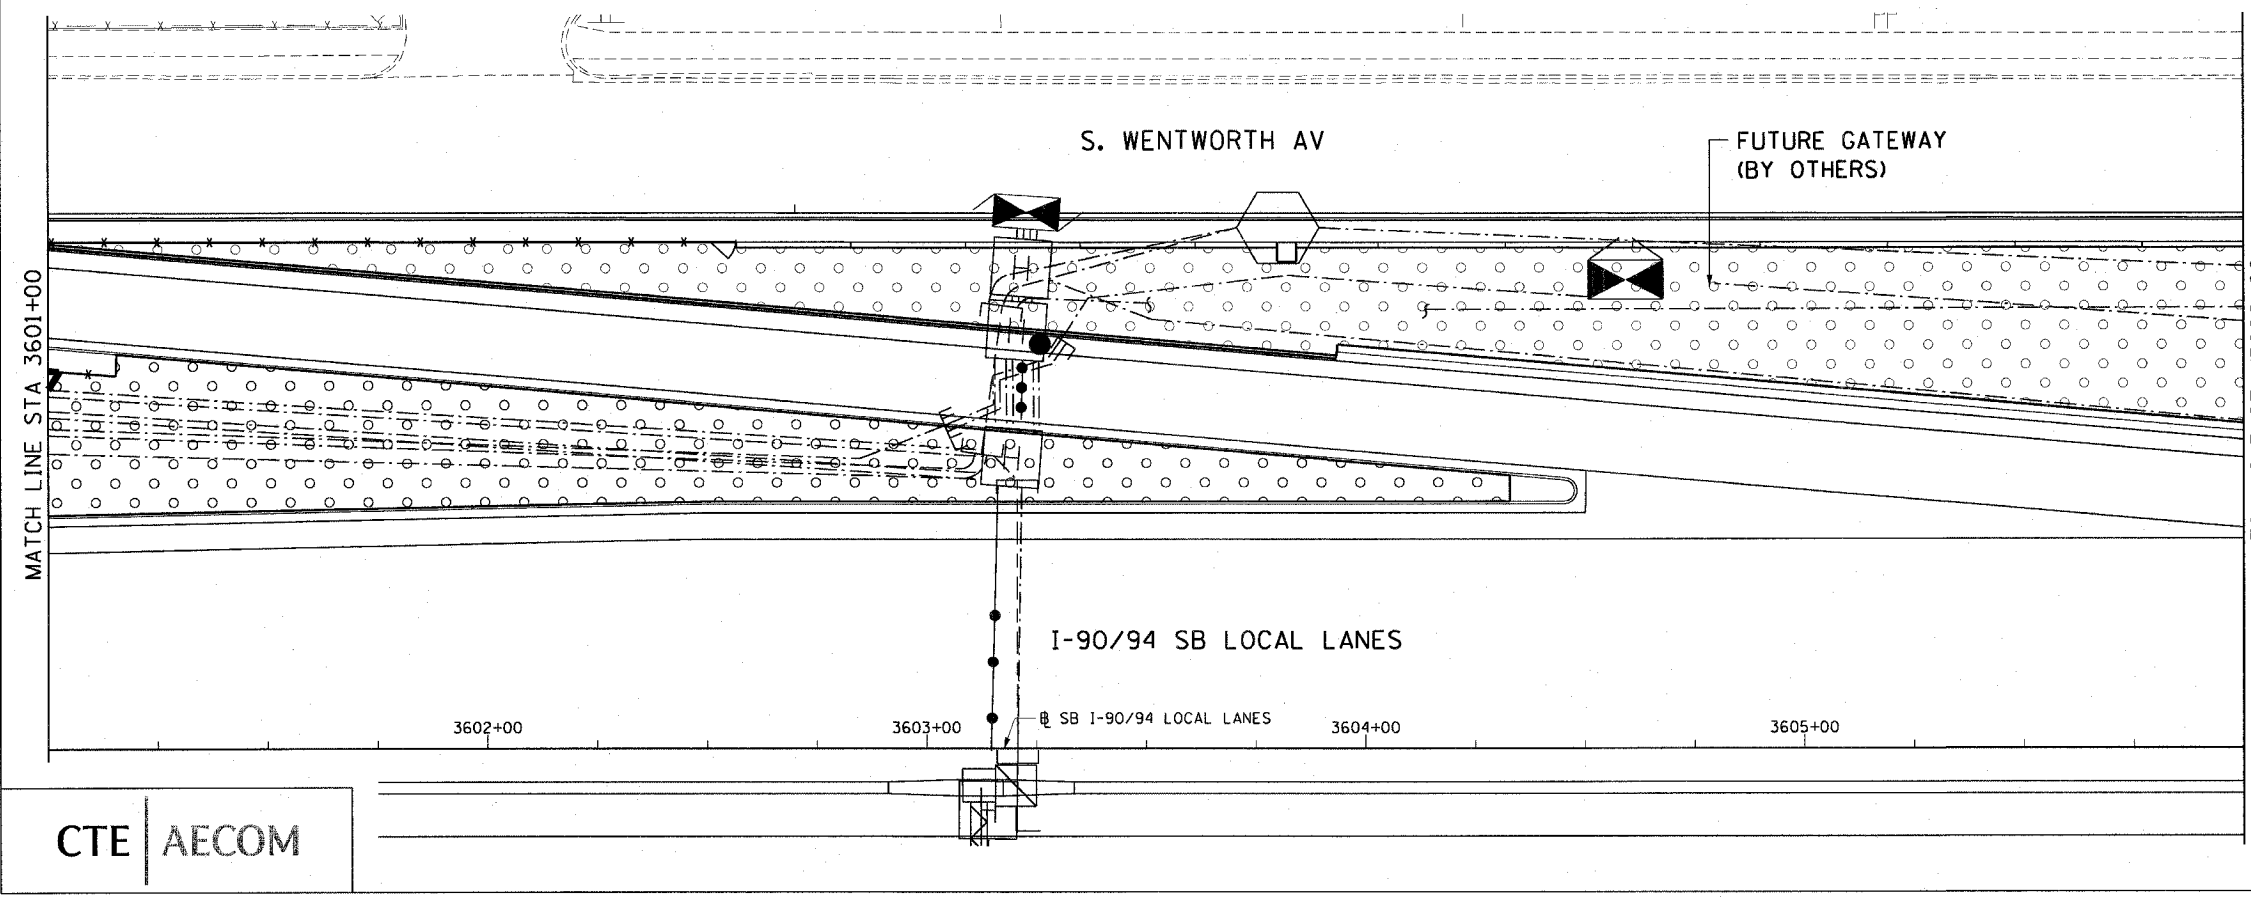 S. WENTWORTH AV
FUTURE GATEWAY
(BY OTHERS)
MATCH LINE STA 3601+00
I-90/94 SB LOCAL LANES
℄ SB I-90/94 LOCAL LANES
3602+00
3603+00
3604+00
3605+00
CTE | AECOM